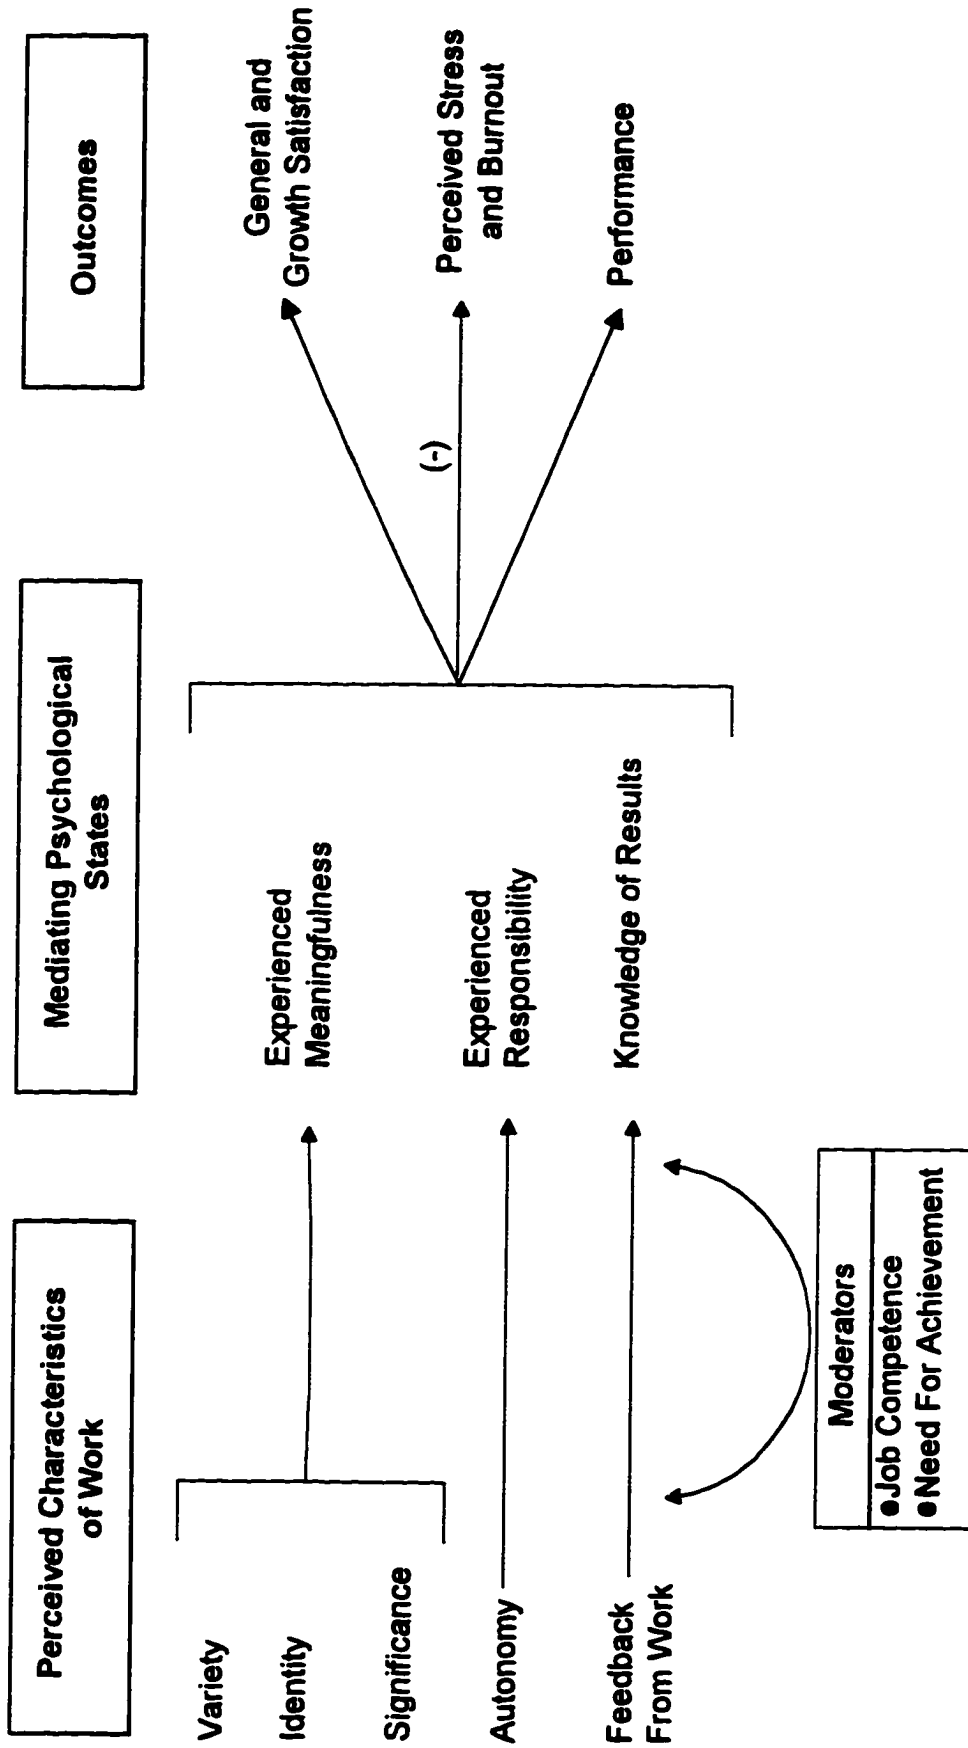 Perceived Characteristics
of Work
Variety
Identity
Significance
Autonomy
Feedback
From Work
Mediating Psychological
States
Experienced
Meaningfulness
Experienced
Responsibility
Knowledge of Results
Moderators
●Job Competence
●Need For Achievement
Outcomes
General and
Growth Satisfaction
(-)
Perceived Stress
and Burnout
Performance